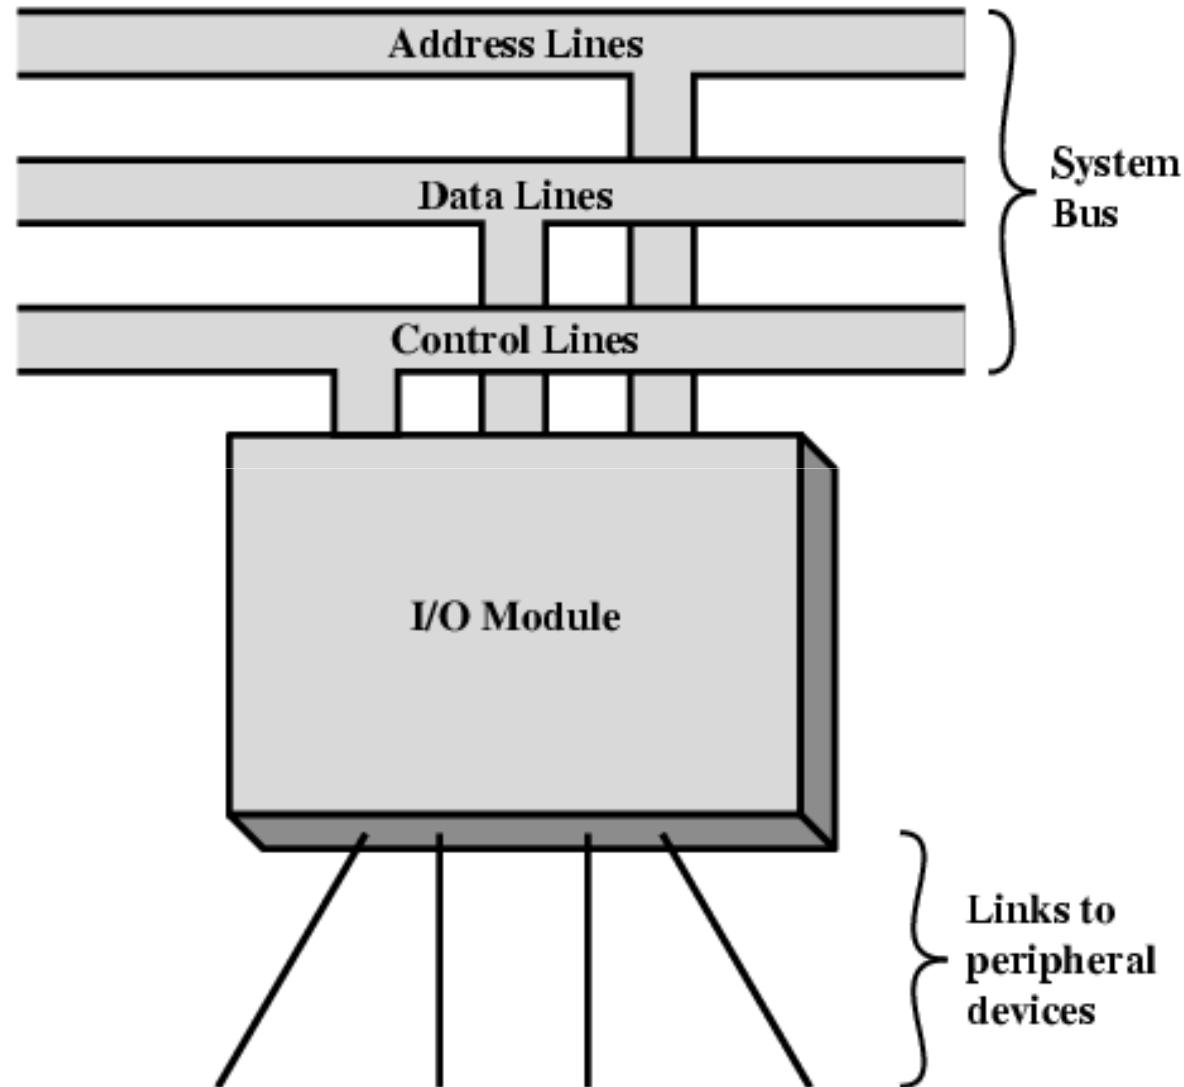 Address Lines
Data Lines
Control Lines
System
Bus
I/O Module
Links to
peripheral
devices